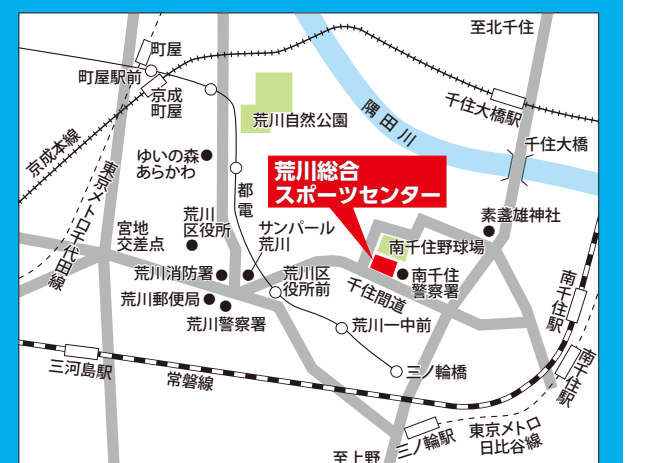 至北千住
町屋
町屋駅前
京成
町屋
千住大橋駅
荒川自然公園
隅田川
千住大橋
京成本線
ゆいの森
あらかわ
東京メトロ千代田線
都電
荒川総合
スポーツセンター
宮地
交差点
荒川
区役所
サンパール
荒川
素盞雄神社
南千住野球場
荒川消防署
荒川区
役所前
南千住
警察署
千住間道
南千住駅
荒川郵便局
荒川警察署
荒川一中前
南千住駅
三河島駅
常磐線
三ノ輪橋
三ノ輪駅
東京メトロ
日比谷線
至上野